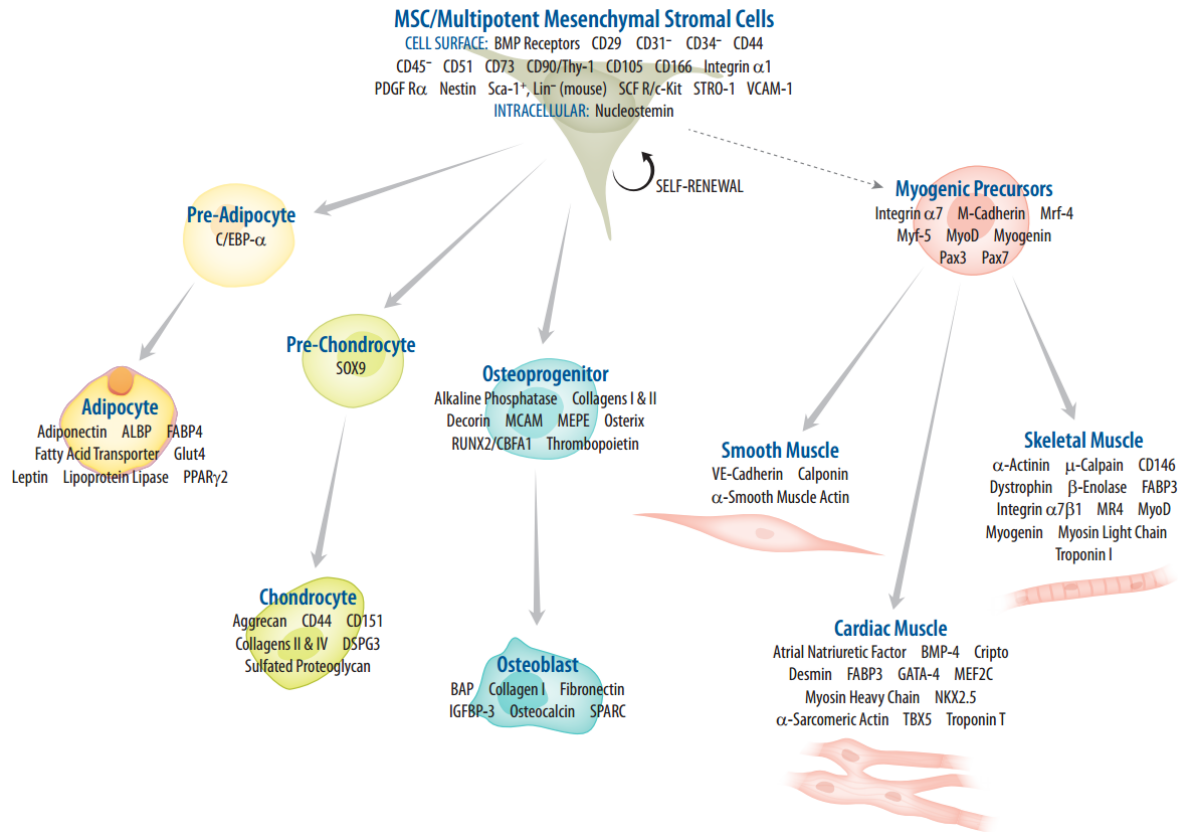 MSC/Multipotent Mesenchymal Stromal Cells
CELL SURFACE: BMP Receptors CD29 CD31⁻ CD34⁻ CD44
CD45⁻ CD51 CD73 CD90/Thy-1 CD105 CD166 Integrin α1
PDGF Rα Nestin Sca-1⁺, Lin⁻ (mouse) SCF R/c-Kit STRO-1 VCAM-1
INTRACELLULAR: Nucleostemin
SELF-RENEWAL
Pre-Adipocyte
C/EBP-α
Myogenic Precursors
Integrin α7 M-Cadherin Mrf-4
Myf-5 MyoD Myogenin
Pax3 Pax7
Pre-Chondrocyte
SOX9
Osteoprogenitor
Alkaline Phosphatase Collagens I & II
Decorin MCAM MEPE Osterix
RUNX2/CBFA1 Thrombopoietin
Adipocyte
Adiponectin ALBP FABP4
Fatty Acid Transporter Glut4
Leptin Lipoprotein Lipase PPARγ2
Smooth Muscle
VE-Cadherin Calponin
α-Smooth Muscle Actin
Skeletal Muscle
α-Actinin μ-Calpain CD146
Dystrophin β-Enolase FABP3
Integrin α7β1 MR4 MyoD
Myogenin Myosin Light Chain
Troponin I
Chondrocyte
Aggrecan CD44 CD151
Collagens II & IV DSPG3
Sulfated Proteoglycan
Osteoblast
BAP Collagen I Fibronectin
IGFBP-3 Osteocalcin SPARC
Cardiac Muscle
Atrial Natriuretic Factor BMP-4 Cripto
Desmin FABP3 GATA-4 MEF2C
Myosin Heavy Chain NKX2.5
α-Sarcomeric Actin TBX5 Troponin T